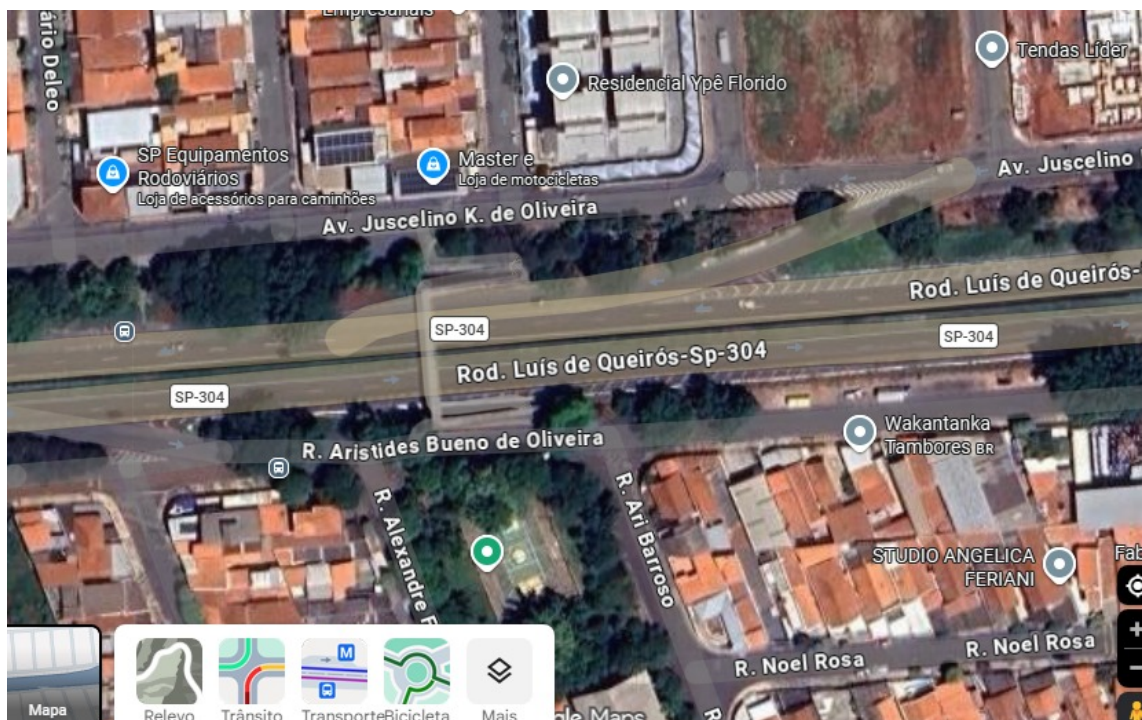 Empresariais
ário Deleo
Tendas Líder
Residencial Ypê Florido
SP Equipamentos
Rodoviários
Loja de acessórios para caminhões
Master e
Loja de motocicletas
Av. Juscelino
Av. Juscelino K. de Oliveira
Rod. Luís de Queirós-
SP-304
SP-304
Rod. Luís de Queirós-Sp-304
SP-304
R. Aristides Bueno de Oliveira
Wakantanka
Tambores BR
R. Alexandre F
R. Ari Barroso
STUDIO ANGELICA
FERIANI
Fab
R. Noel Rosa
R. Noel Rosa
M
Mapa
Relevo
Trânsito
Transporte
Bicicleta
Mais
gle Maps
R